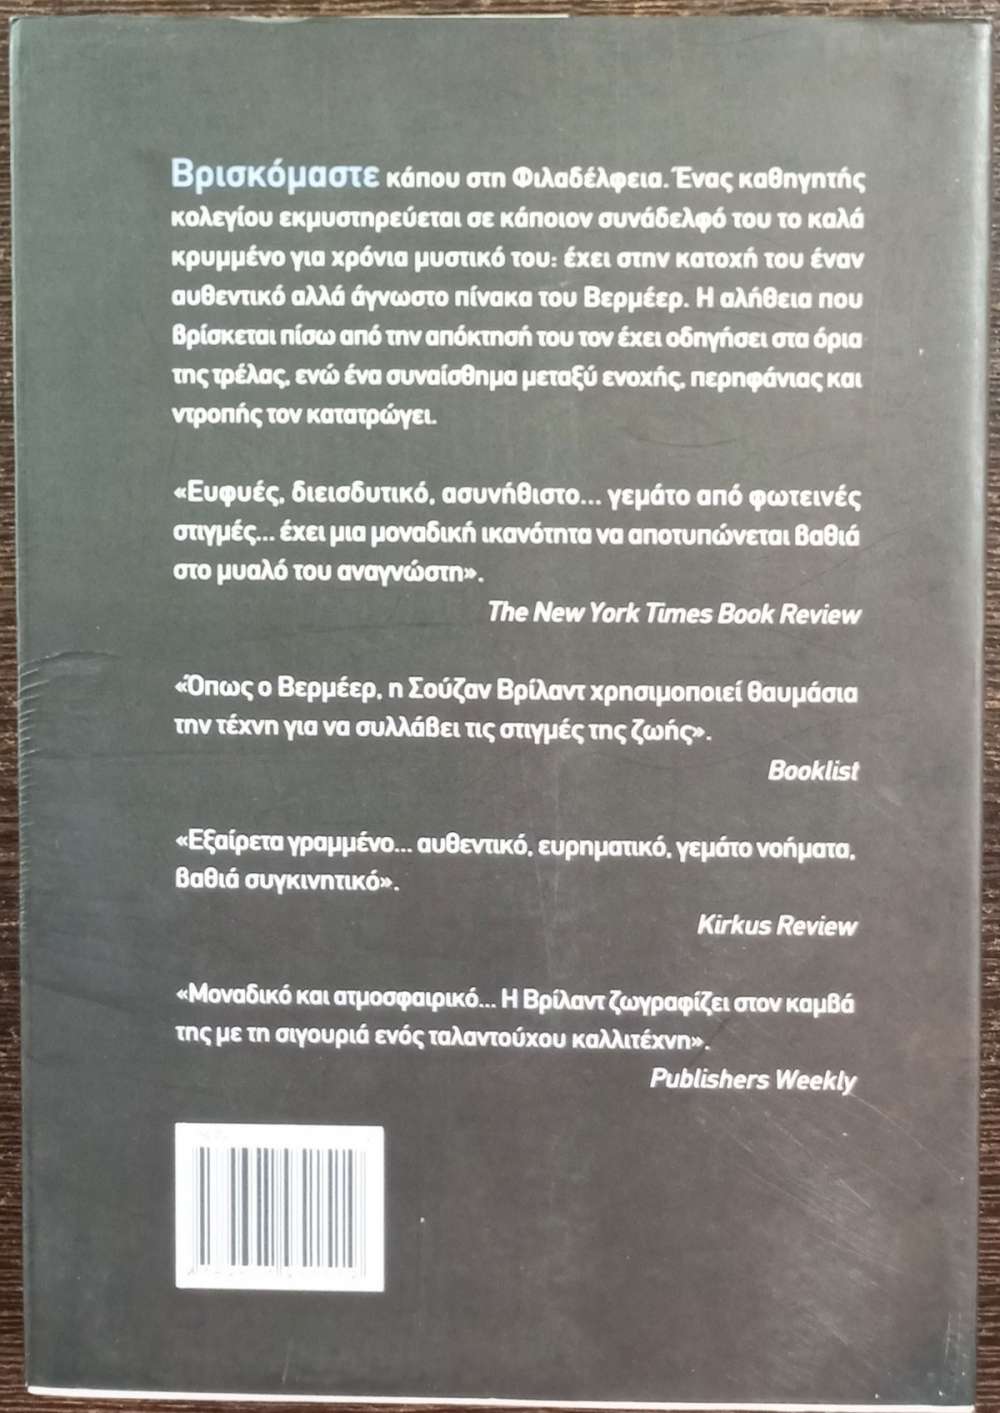 Βρισκόμαστε κάπου στη Φιλαδέλφεια. Ένας καθηγητής
κολεγίου εκμυστηρεύεται σε κάποιον συνάδελφό του το καλά
κρυμμένο για χρόνια μυστικό του: έχει στην κατοχή του έναν
αυθεντικό αλλά άγνωστο πίνακα του Βερμέερ. Η αλήθεια που
βρίσκεται πίσω από την απόκτησή του τον έχει οδηγήσει στα όρια
της τρέλας, ενώ ένα συναίσθημα μεταξύ ενοχής, περηφάνιας και
ντροπής τον κατατρώγει.
«Ευφυές, διεισδυτικό, ασυνήθιστο... γεμάτο από φωτεινές
στιγμές... έχει μια μοναδική ικανότητα να αποτυπώνεται βαθιά
στο μυαλό του αναγνώστη».
The New York Times Book Review
«Όπως ο Βερμέερ, η Σούζαν Βρίλαντ χρησιμοποιεί θαυμάσια
την τέχνη για να συλλάβει τις στιγμές της ζωής».
Booklist
«Εξαίρετα γραμμένο... αυθεντικό, ευρηματικό, γεμάτο νοήματα,
βαθιά συγκινητικό».
Kirkus Review
«Μοναδικό και ατμοσφαιρικό... Η Βρίλαντ ζωγραφίζει στον καμβά
της με τη σιγουριά ενός ταλαντούχου καλλιτέχνη».
Publishers Weekly